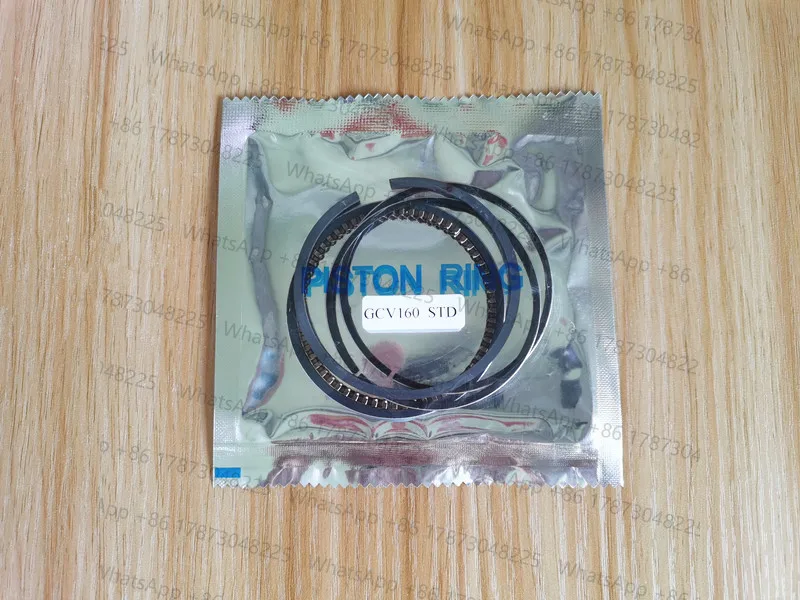 PISTON RING
GCV160 STD
WhatsApp +86 17873048225